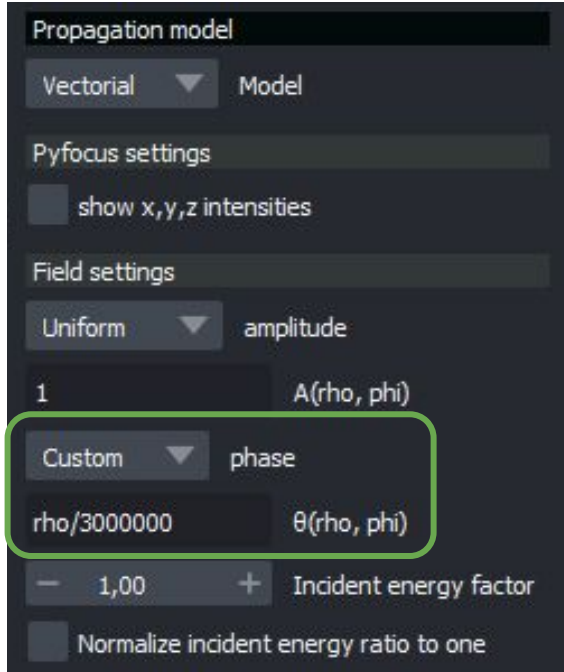 Propagation model
Vectorial Model
Pyfocus settings
show x,y,z intensities
Field settings
Uniform amplitude
1 A(rho, phi)
Custom phase
rho/3000000 θ(rho, phi)
− 1,00 + Incident energy factor
Normalize incident energy ratio to one